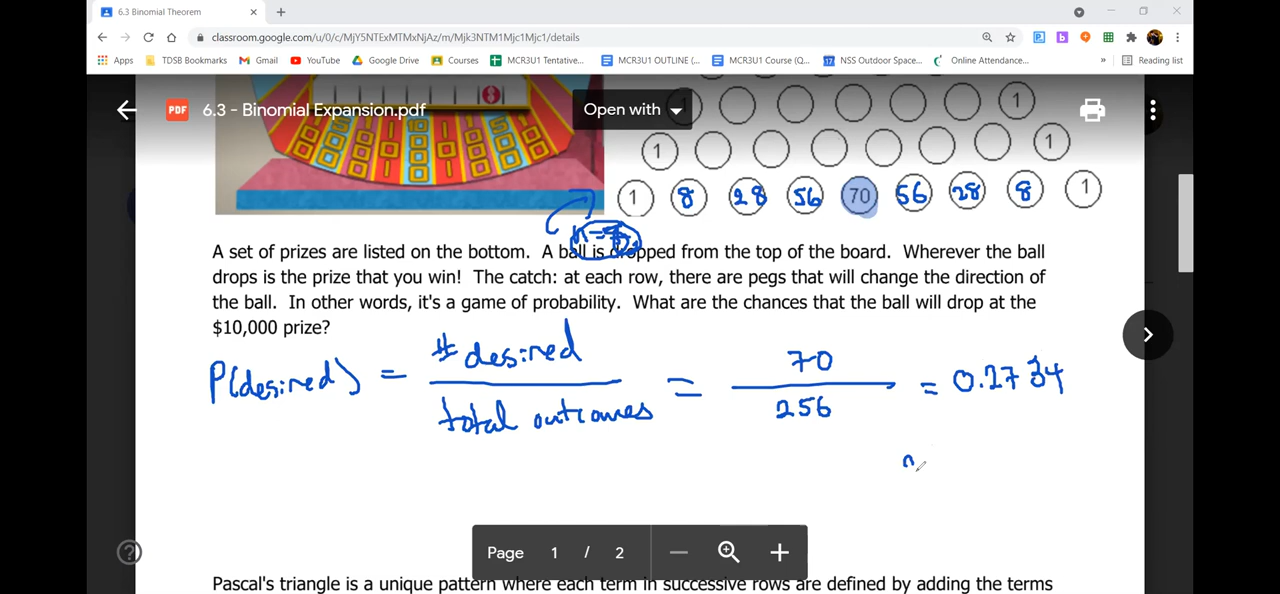 6.3 Binomial Theorem
classroom.google.com/u/0/c/MjY5NTExMTMxNjAz/m/Mjk3NTM1Mjc1Mjc1/details
Apps TDSB Bookmarks Gmail YouTube Google Drive Courses MCR3U1 Tentative... MCR3U1 OUTLINE (... MCR3U Course (Q... NSS Outdoor Space... Online Attendance... » Reading list
PDF 6.3 - Binomial Expansion.pdf Open with
1
1 1
1 8 28 56 70 56 28 8 1
A set of prizes are listed on the bottom. A ball is dropped from the top of the board. Wherever the ball
drops is the prize that you win! The catch: at each row, there are pegs that will change the direction of
the ball. In other words, it's a game of probability. What are the chances that the ball will drop at the
$10,000 prize?
P(desired) = # desired / total outcomes = 70 / 256 = 0.2734
Page 1 / 2
Pascal's triangle is a unique pattern where each term in successive rows are defined by adding the terms